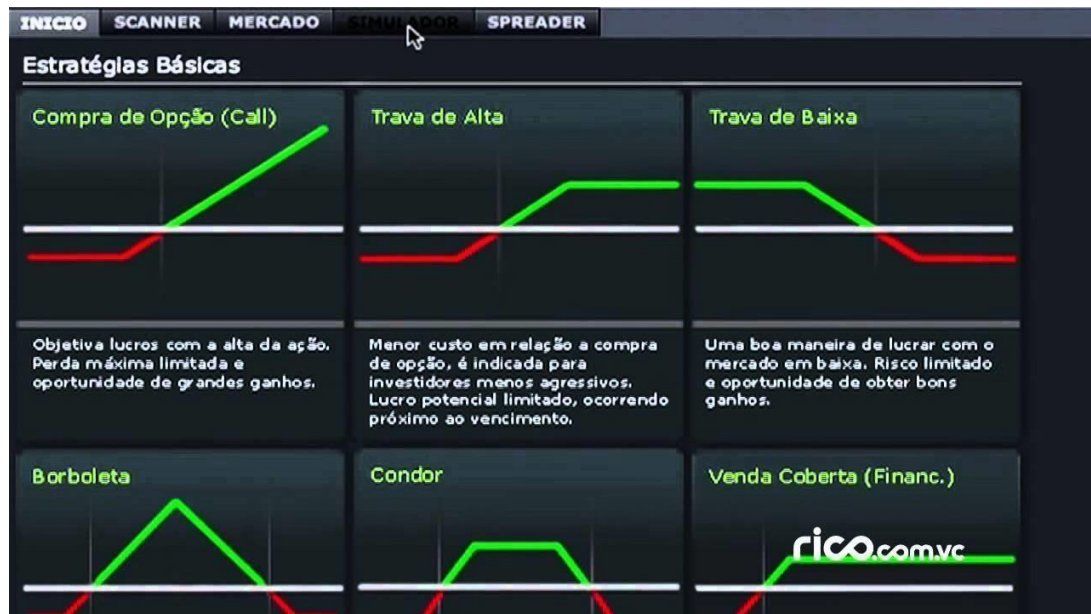 INICIO SCANNER MERCADO SIMULADOR SPREADER
Estratégias Básicas
Compra de Opção (Call)
Objetiva lucros com a alta da ação.
Perda máxima limitada e
oportunidade de grandes ganhos.
Trava de Alta
Menor custo em relação a compra
de opção, é indicada para
investidores menos agressivos.
Lucro potencial limitado, ocorrendo
próximo ao vencimento.
Trava de Baixa
Uma boa maneira de lucrar com o
mercado em baixa. Risco limitado
e oportunidade de obter bons
ganhos.
Borboleta
Condor
Venda Coberta (Financ.)
rico.com.vc